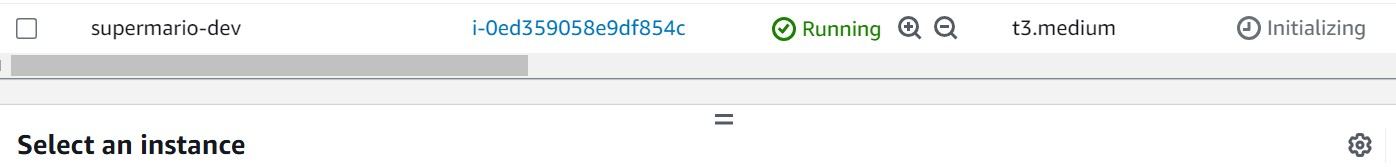 supermario-dev i-0ed359058e9df854c Running t3.medium Initializing
Select an instance